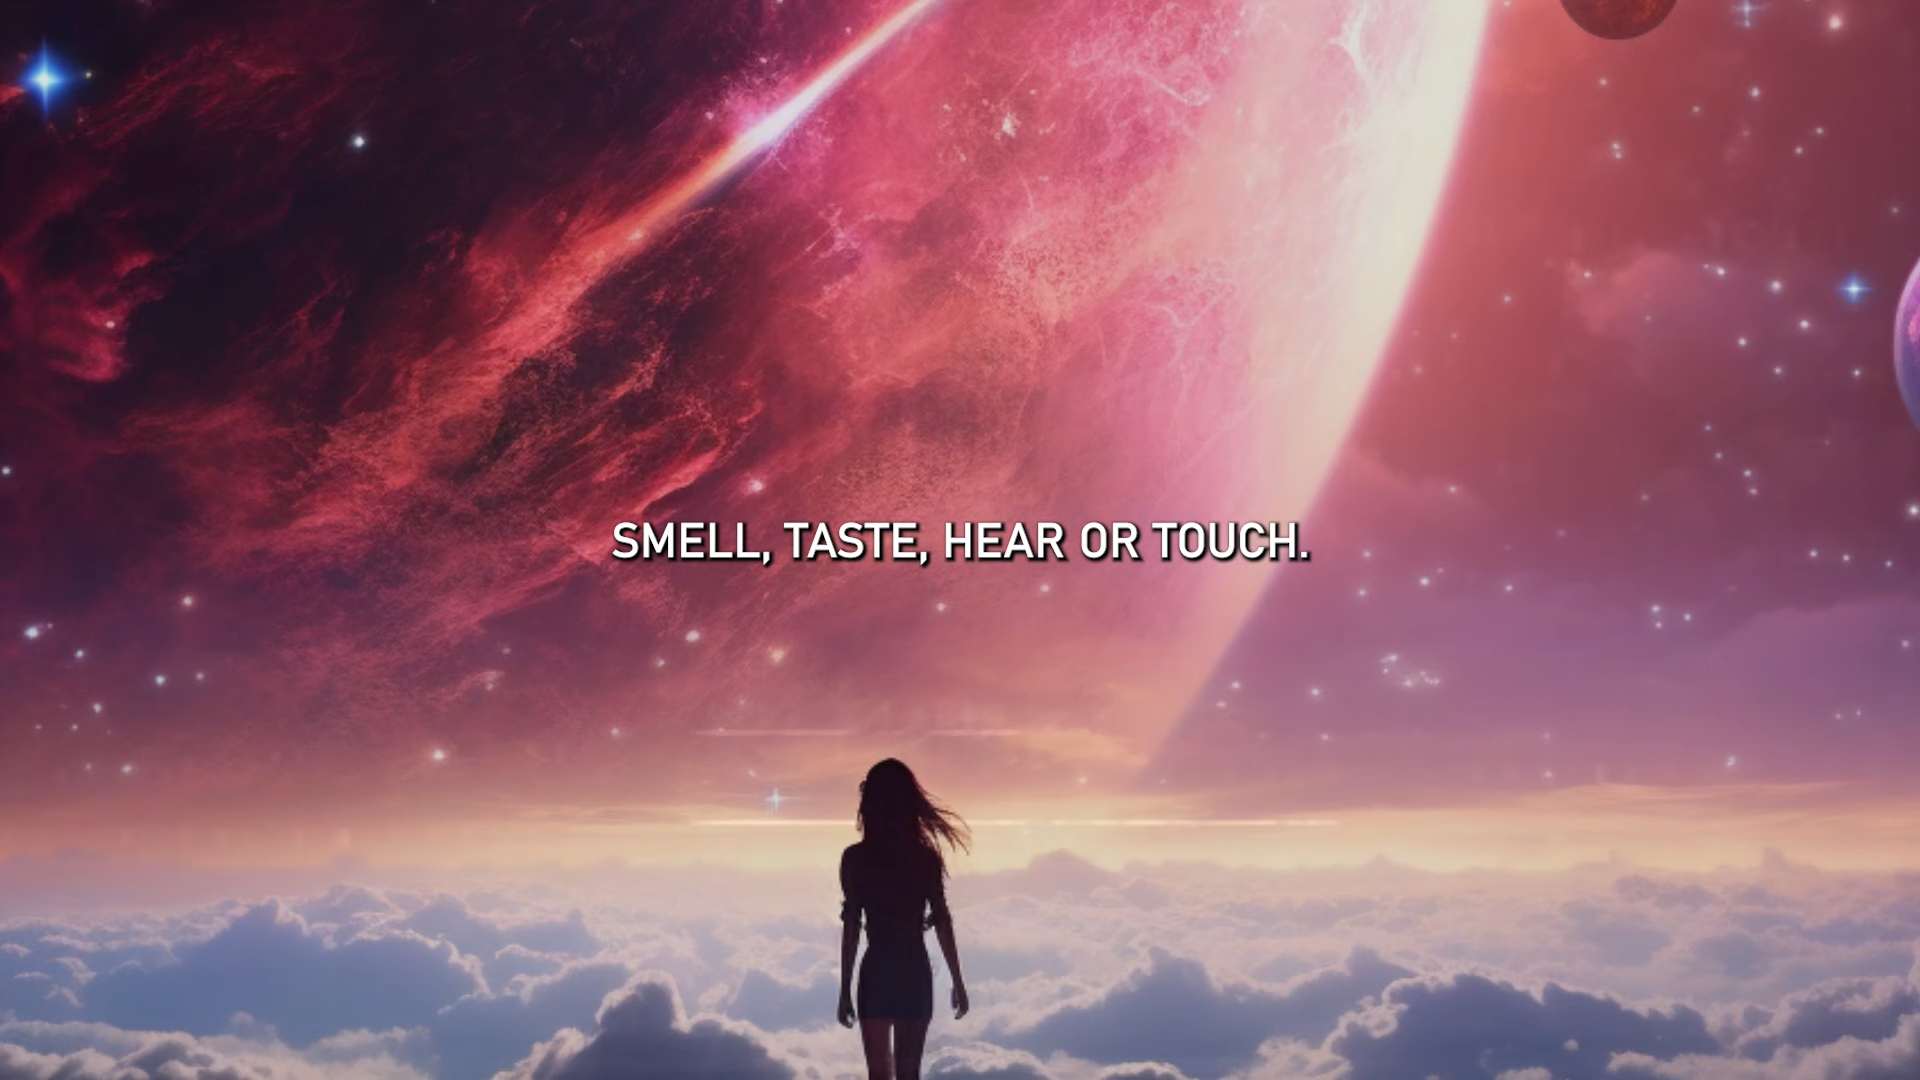 SMELL, TASTE, HEAR OR TOUCH.